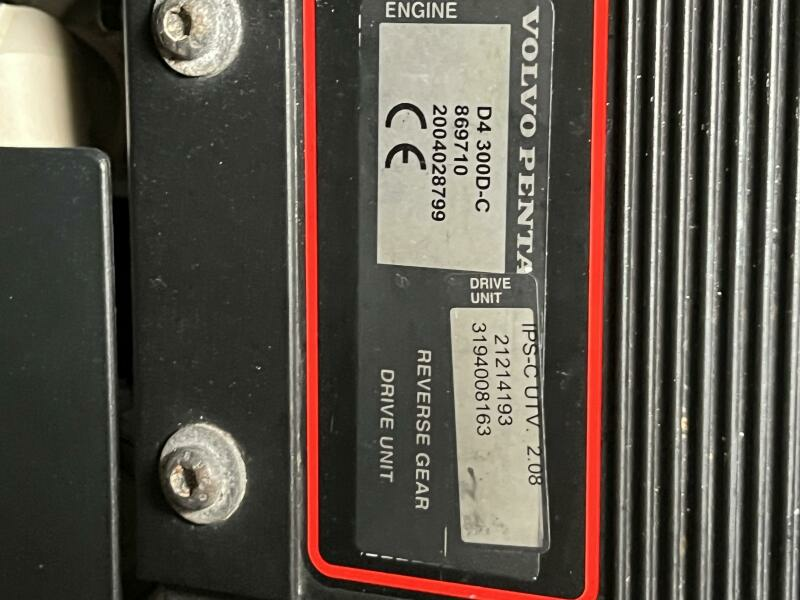 VOLVO PENTA
ENGINE
D4 300D-C
869710
2004028799
CE
DRIVE
UNIT
IPS-C UTV. 2.08
21214193
3194008163
REVERSE GEAR
DRIVE UNIT